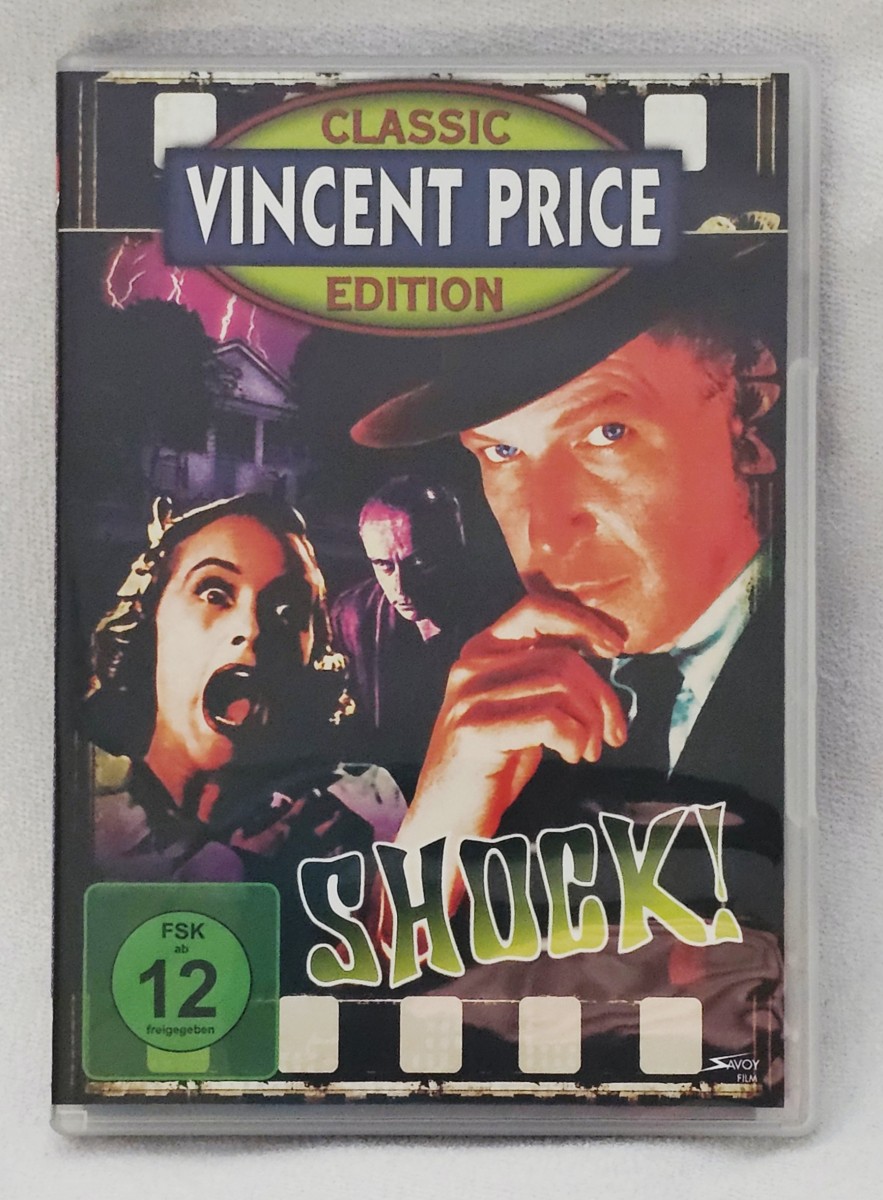 CLASSIC
VINCENT PRICE
EDITION
SHOCK!
FSK
ab
12
freigegeben
SAVOY
FILM